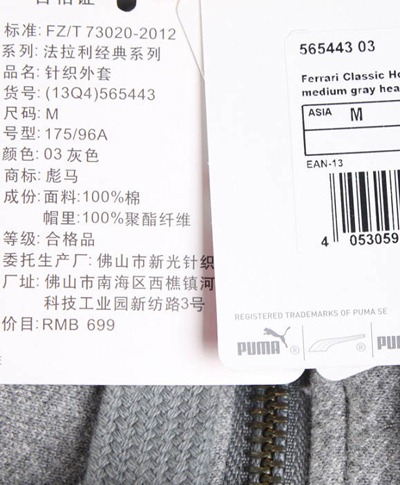 合格证
标准: FZ/T 73020-2012
系列: 法拉利经典系列
品名: 针织外套
货号: (13Q4)565443
尺码: M
号型: 175/96A
颜色: 03 灰色
商标: 彪马
成份: 面料:100%棉
帽里:100%聚酯纤维
等级: 合格品
委托生产厂: 佛山市新光针织
厂址: 佛山市南海区西樵镇河
科技工业园新纺路3号
价目: RMB 699
565443 03
Ferrari Classic Ho
medium gray hea
ASIA M
EAN-13
4 053059
REGISTERED TRADEMARKS OF PUMA SE
PUMA® ® PU